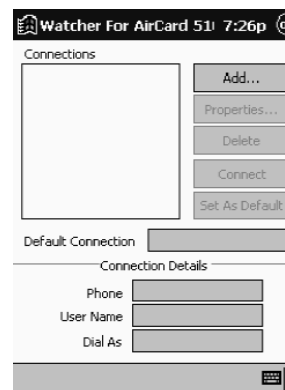 Watcher For AirCard 51 7:26p
Connections
Add...
Properties...
Delete
Connect
Set As Default
Default Connection
Connection Details
Phone
User Name
Dial As